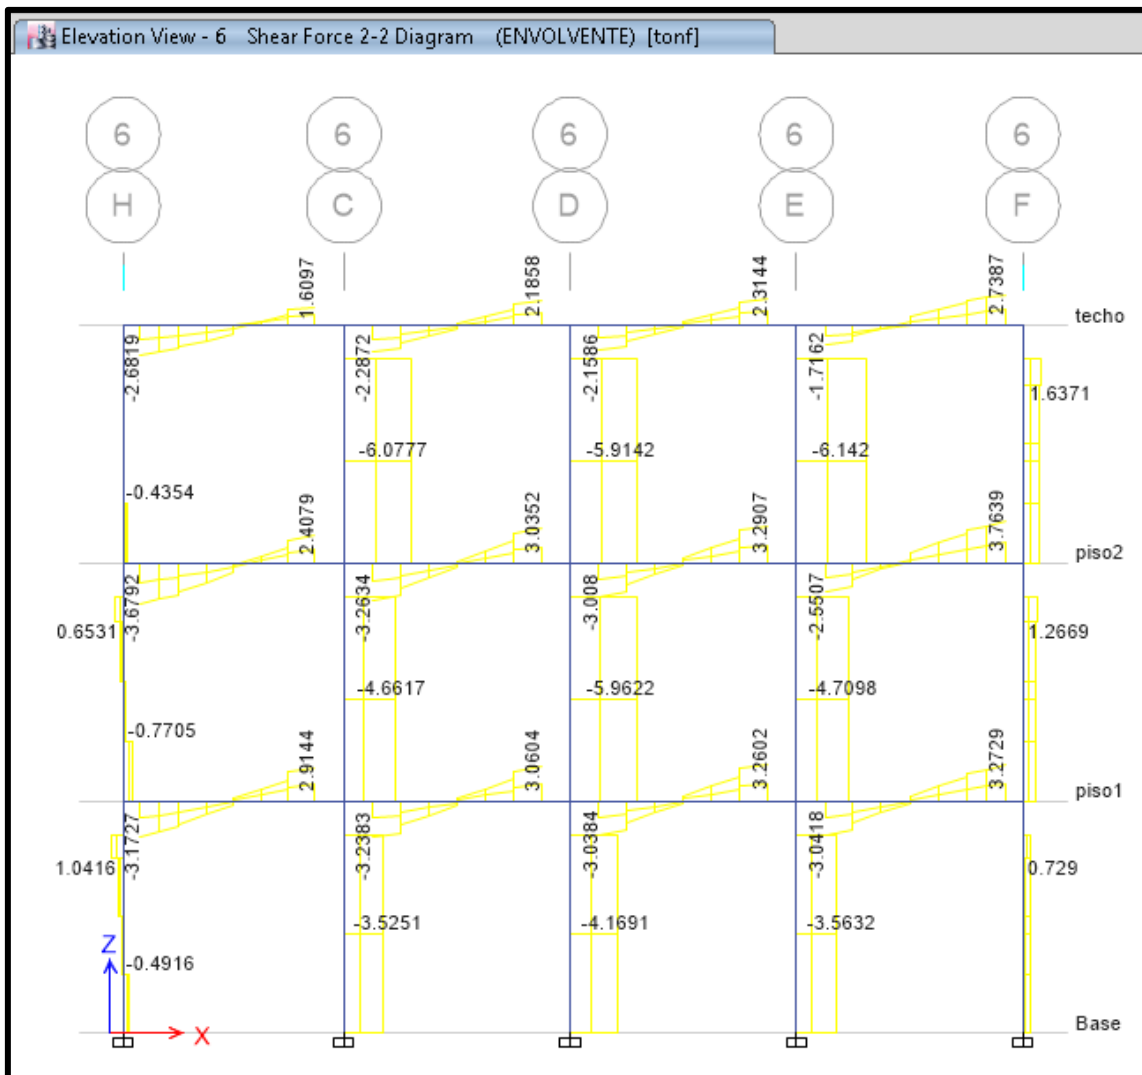 Elevation View - 6 Shear Force 2-2 Diagram (ENVOLVENTE) [tonf]
6 6 6 6 6
H C D E F
1.6097 2.1858 2.3144 2.7387
techo
-2.6819 -2.2872 -2.1586 -1.7162
1.6371
-6.0777 -5.9142 -6.142
-0.4354
2.4079 3.0352 3.2907 3.7639
piso2
-3.6792 -3.2634 -3.008 -2.5507
0.6531 1.2669
-4.6617 -5.9622 -4.7098
-0.7705
2.9144 3.0604 3.2602 3.2729
piso1
-3.1727 -3.2383 -3.0384 -3.0418
1.0416 0.729
-3.5251 -4.1691 -3.5632
Z
-0.4916
X
Base